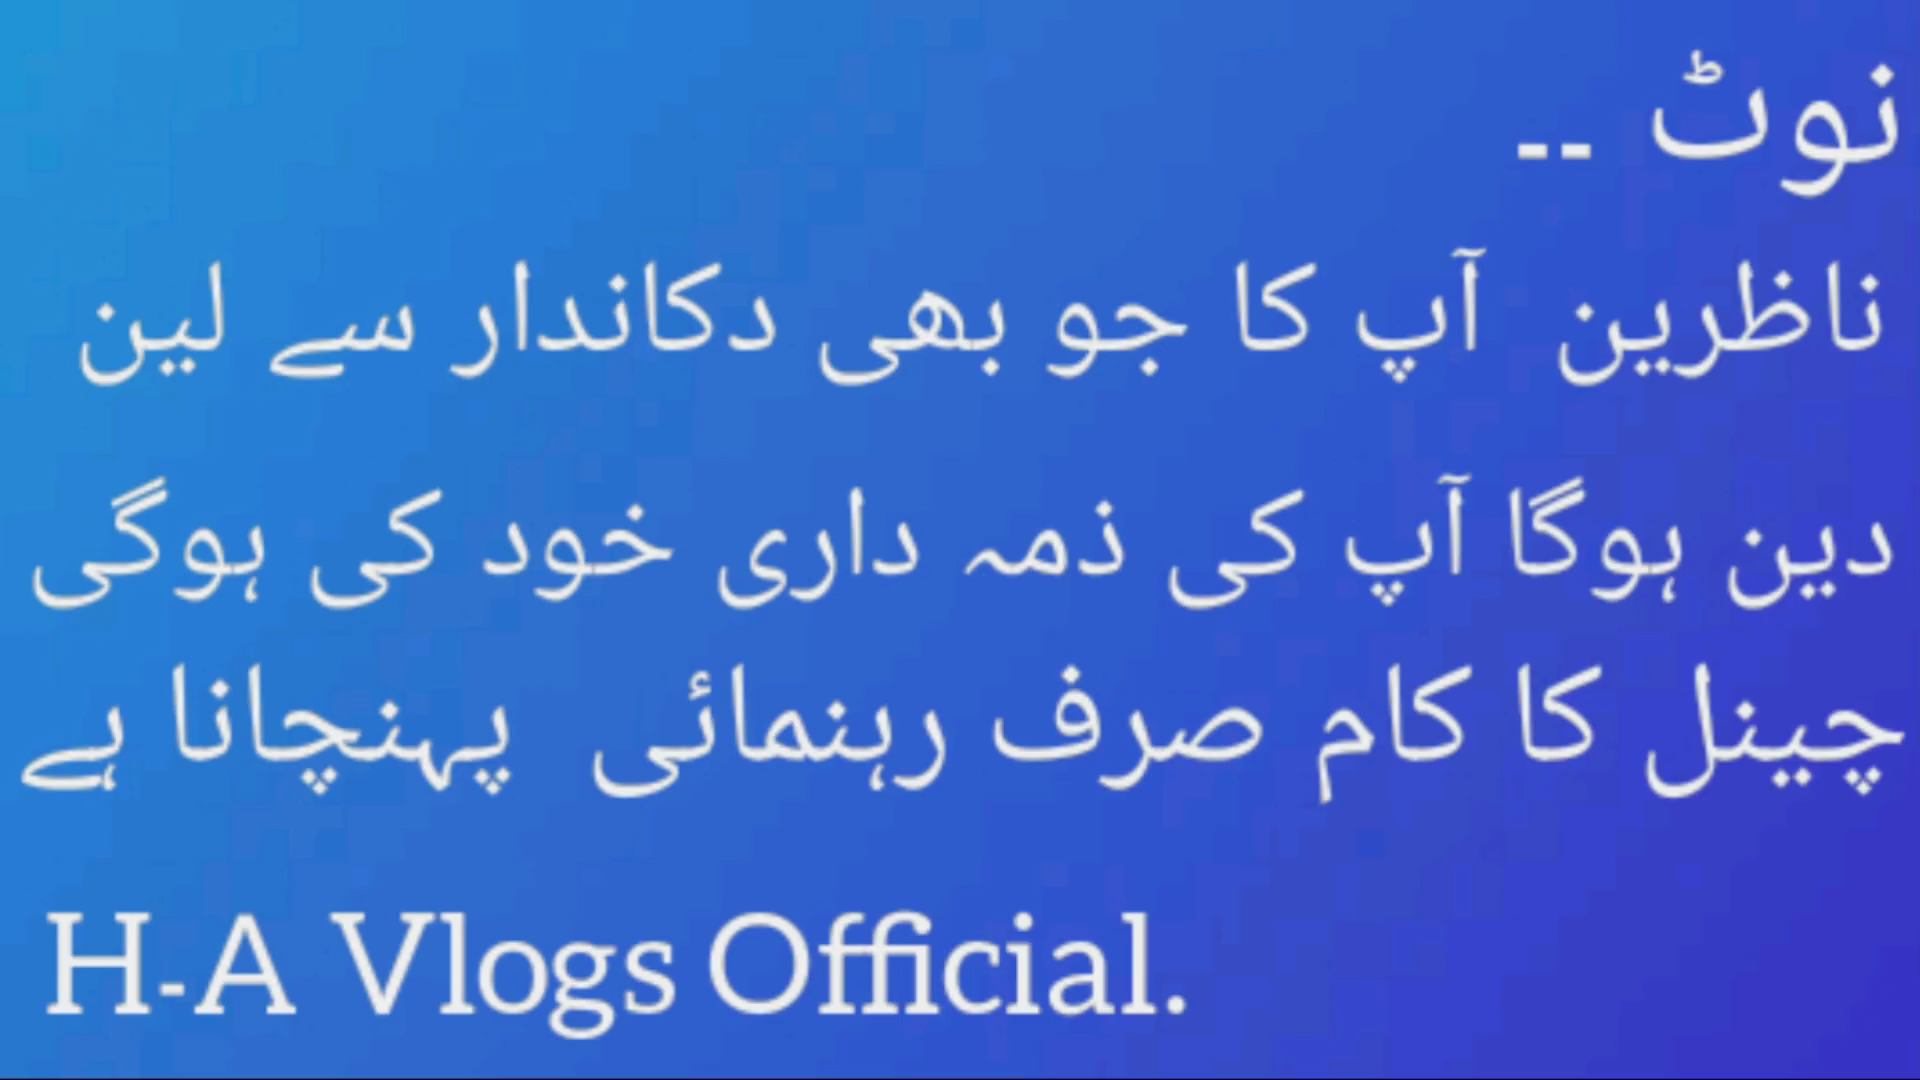 نوٹ --
ناظرین آپ کا جو بھی دکاندار سے لین
دین ہوگا آپ کی ذمہ داری خود کی ہوگی
چینل کا کام صرف رہنمائی پہنچانا ہے
H-A Vlogs Official.